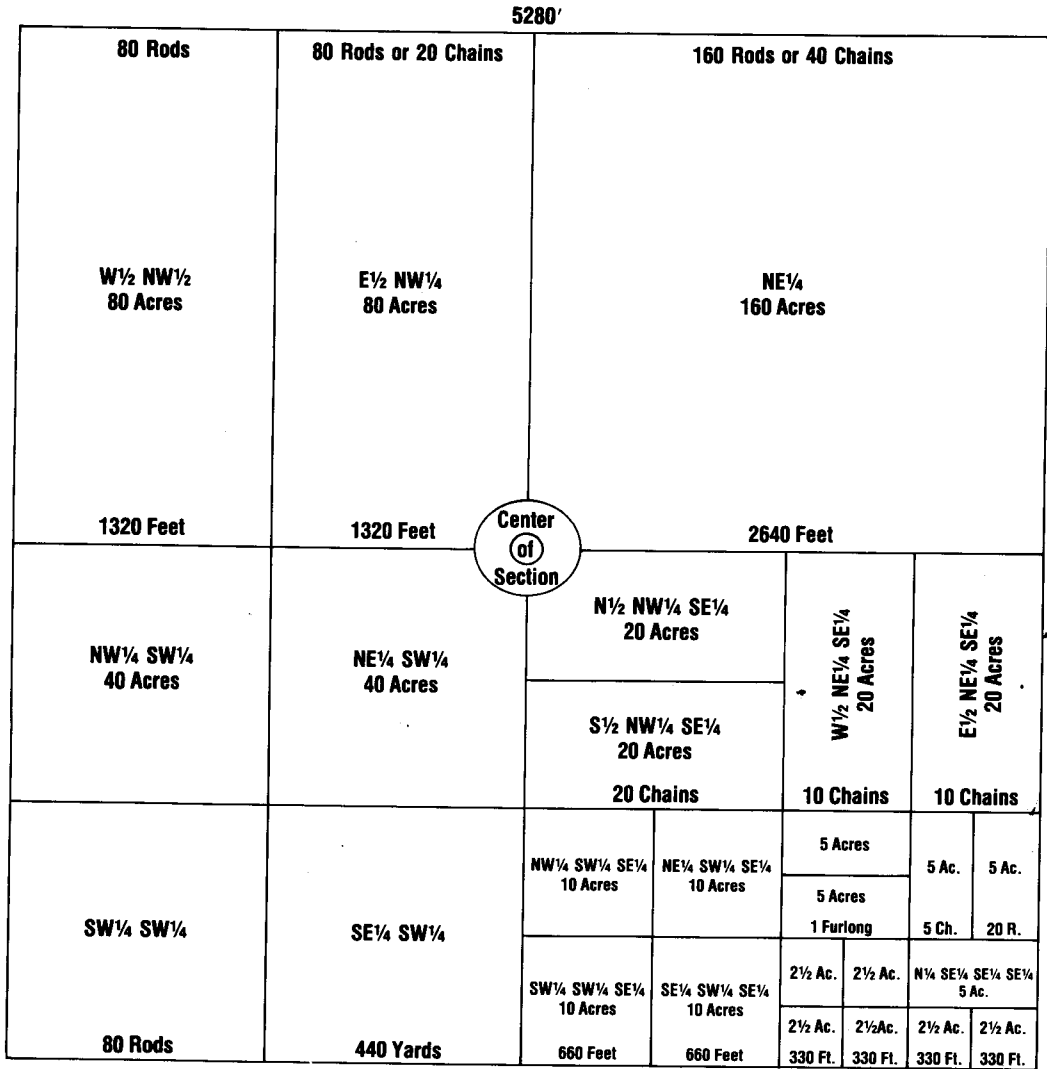 5280′
80 Rods
80 Rods or 20 Chains
160 Rods or 40 Chains
W½ NW½
80 Acres
E½ NW¼
80 Acres
NE¼
160 Acres
1320 Feet
1320 Feet
Center
of
Section
2640 Feet
NW¼ SW¼
40 Acres
NE¼ SW¼
40 Acres
N½ NW¼ SE¼
20 Acres
S½ NW¼ SE¼
20 Acres
20 Chains
W½ NE¼ SE¼
20 Acres
10 Chains
E½ NE¼ SE¼
20 Acres
10 Chains
SW¼ SW¼
80 Rods
SE¼ SW¼
440 Yards
NW¼ SW¼ SE¼
10 Acres
NE¼ SW¼ SE¼
10 Acres
5 Acres
5 Acres
1 Furlong
5 Ac.
5 Ch.
5 Ac.
20 R.
SW¼ SW¼ SE¼
10 Acres
660 Feet
SE¼ SW¼ SE¼
10 Acres
660 Feet
2½ Ac.
2½ Ac.
N¼ SE¼ SE¼ SE¼
5 Ac.
2½ Ac.
330 Ft.
2½Ac.
330 Ft.
2½ Ac.
330 Ft.
2½ Ac.
330 Ft.